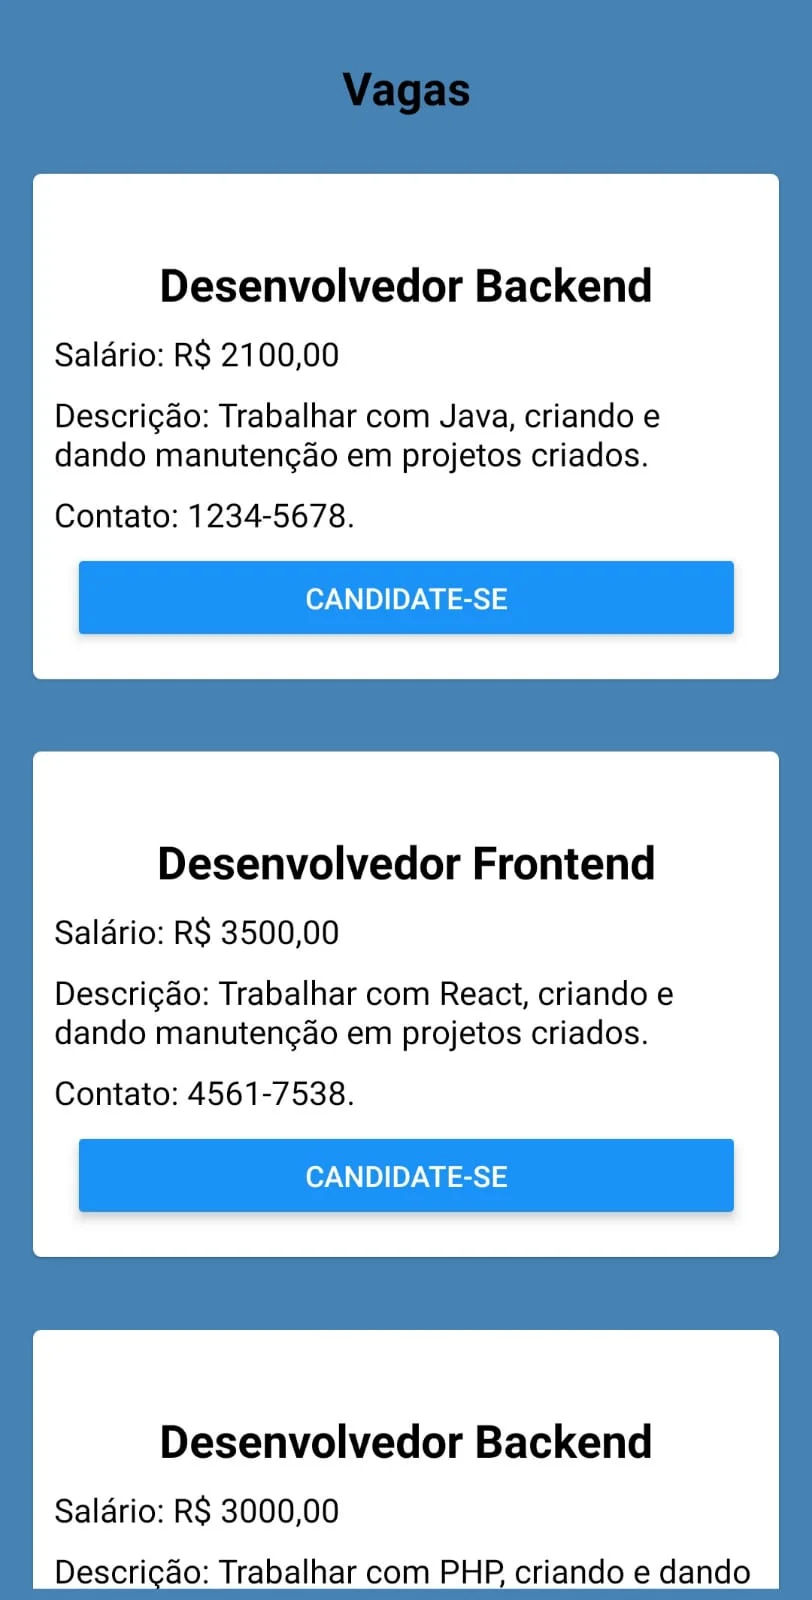 Vagas
Desenvolvedor Backend
Salário: R$ 2100,00
Descrição: Trabalhar com Java, criando e
dando manutenção em projetos criados.
Contato: 1234-5678.
CANDIDATE-SE
Desenvolvedor Frontend
Salário: R$ 3500,00
Descrição: Trabalhar com React, criando e
dando manutenção em projetos criados.
Contato: 4561-7538.
CANDIDATE-SE
Desenvolvedor Backend
Salário: R$ 3000,00
Descrição: Trabalhar com PHP, criando e dando